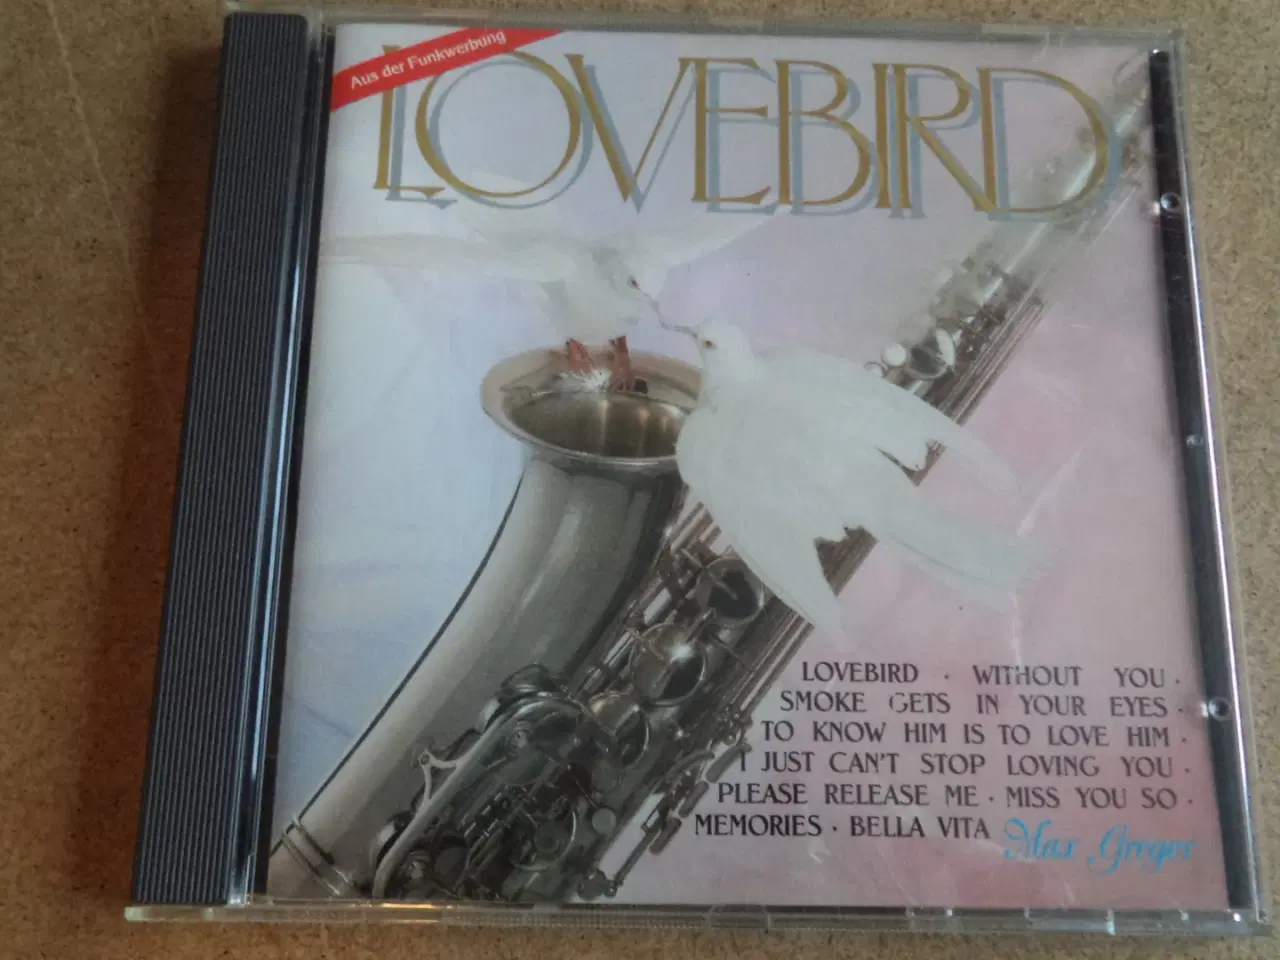 Aus der Funkwerbung
LOVEBIRD
LOVEBIRD · WITHOUT YOU ·
SMOKE GETS IN YOUR EYES ·
TO KNOW HIM IS TO LOVE HIM ·
I JUST CAN'T STOP LOVING YOU ·
PLEASE RELEASE ME · MISS YOU SO ·
MEMORIES · BELLA VITA Max Greger